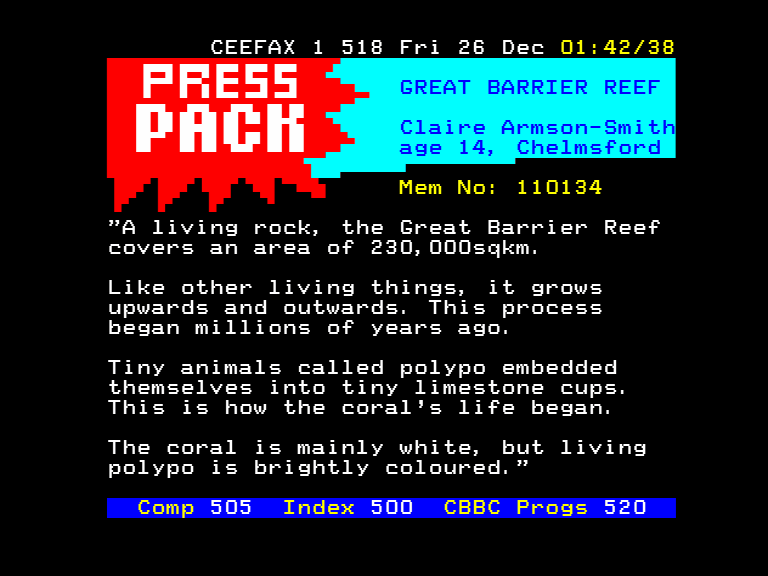 CEEFAX 1 518 Fri 26 Dec 01:42/38
PRESS
PACK
GREAT BARRIER REEF
Claire Armson-Smith
age 14, Chelmsford
Mem No: 110134
"A living rock, the Great Barrier Reef
covers an area of 230,000sqkm.
Like other living things, it grows
upwards and outwards. This process
began millions of years ago.
Tiny animals called polypo embedded
themselves into tiny limestone cups.
This is how the coral's life began.
The coral is mainly white, but living
polypo is brightly coloured."
Comp 505 Index 500 CBBC Progs 520